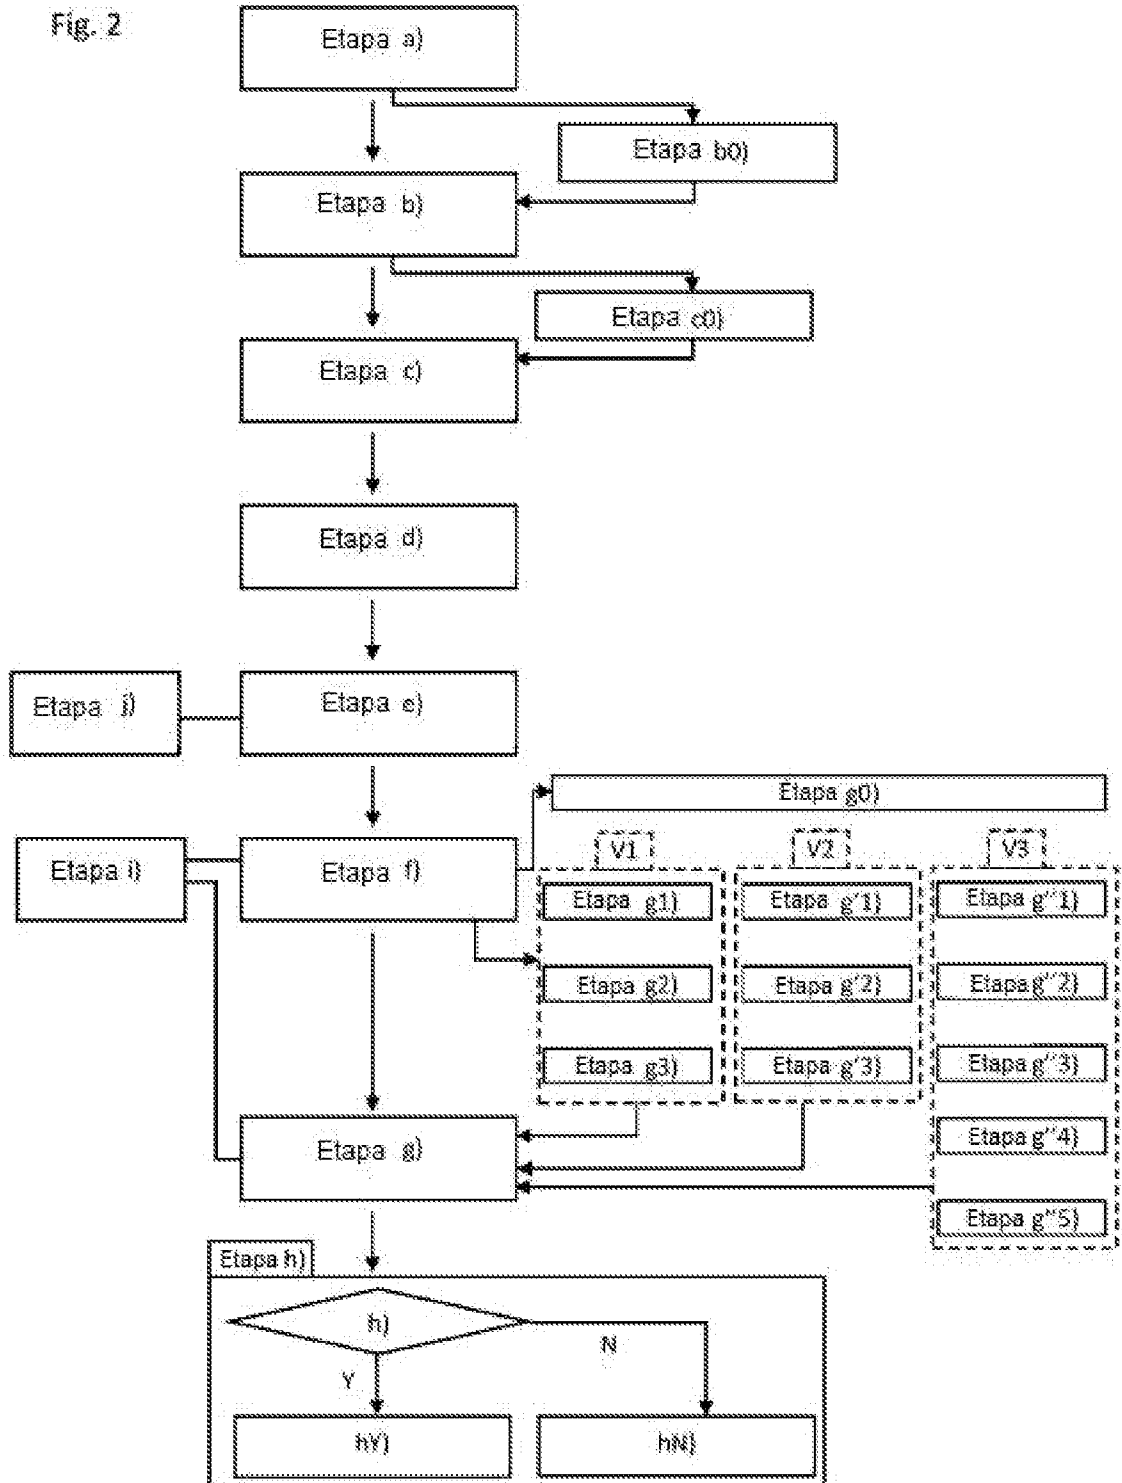 Fig. 2
Etapa a)
Etapa b0)
Etapa b)
Etapa c0)
Etapa c)
Etapa d)
Etapa j)
Etapa e)
Etapa g0)
Etapa i)
Etapa f)
V1
V2
V3
Etapa g1)
Etapa g'1)
Etapa g''1)
Etapa g2)
Etapa g'2)
Etapa g''2)
Etapa g3)
Etapa g'3)
Etapa g''3)
Etapa g''4)
Etapa g)
Etapa g''5)
Etapa h)
h)
N
Y
hY)
hN)